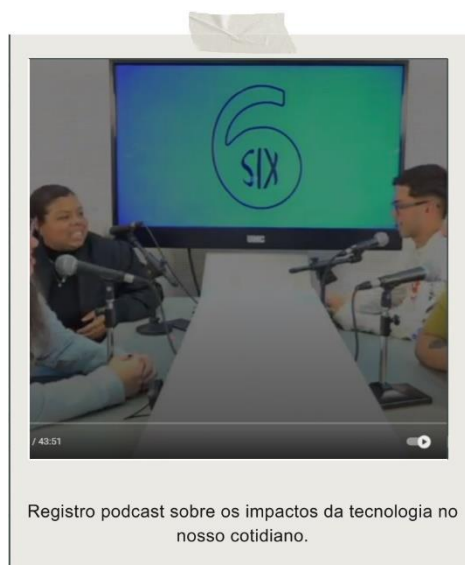 6
SIX
/ 43:51
Registro podcast sobre os impactos da tecnologia no
nosso cotidiano.